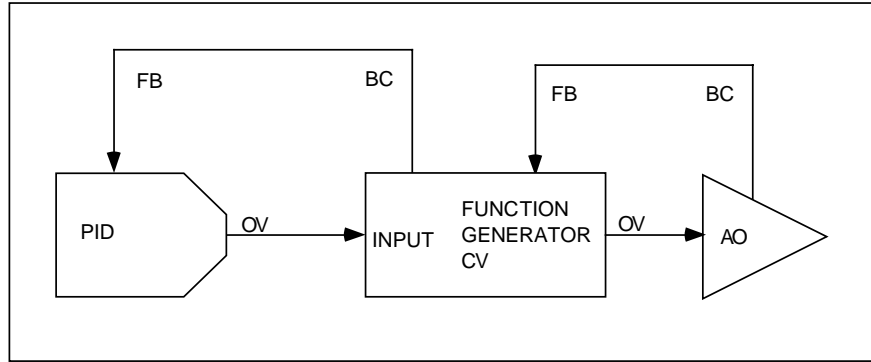 FB
BC
FB
BC
PID
OV
INPUT
FUNCTION
GENERATOR
CV
OV
AO